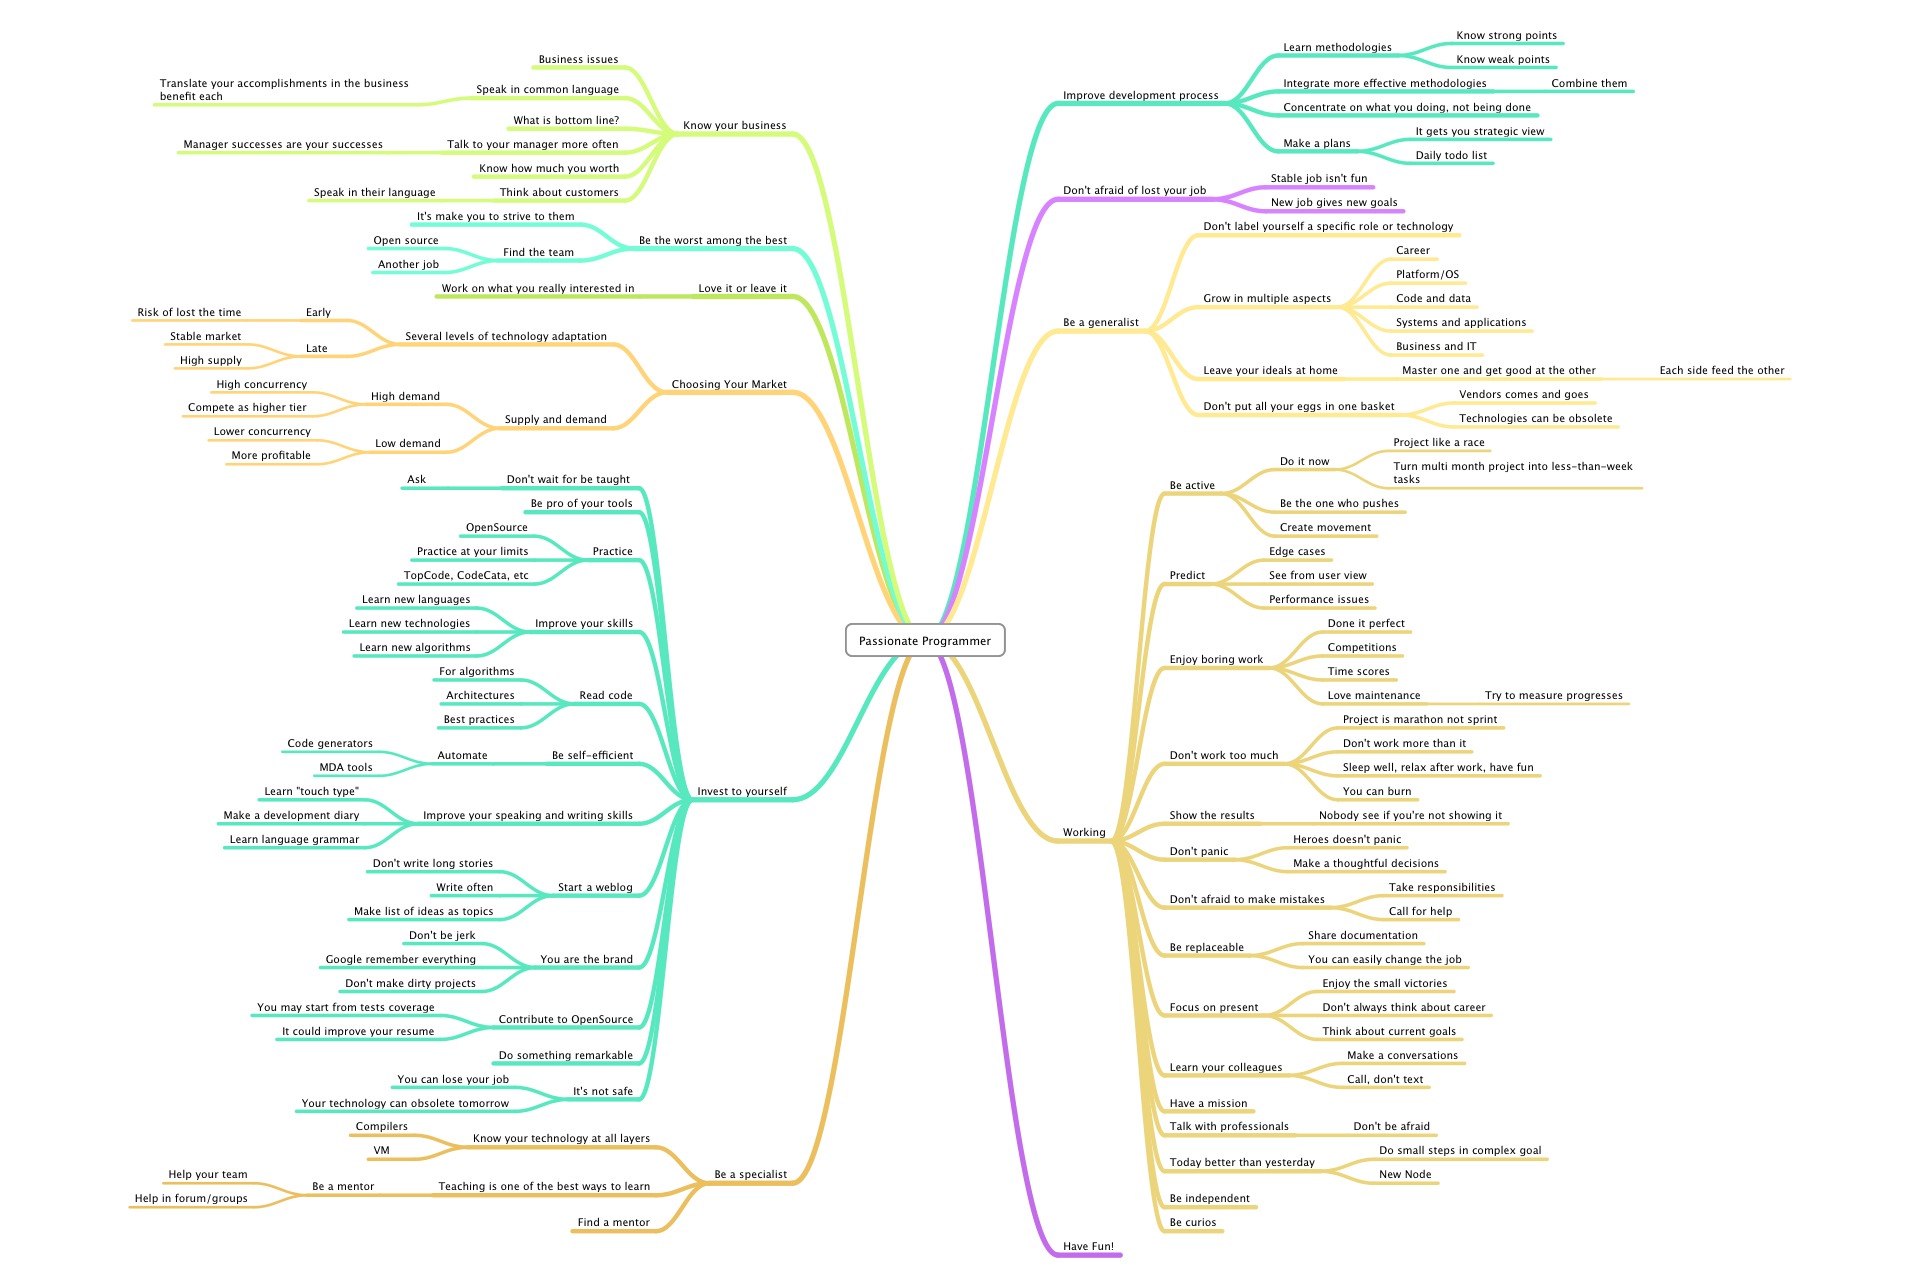 Passionate Programmer
Improve development process
Learn methodologies
Know strong points
Know weak points
Integrate more effective methodologies
Combine them
Concentrate on what you doing, not being done
Make a plans
It gets you strategic view
Daily todo list
Don't afraid of lost your job
Stable job isn't fun
New job gives new goals
Be a generalist
Don't label yourself a specific role or technology
Grow in multiple aspects
Career
Platform/OS
Code and data
Systems and applications
Business and IT
Leave your ideals at home
Master one and get good at the other
Each side feed the other
Don't put all your eggs in one basket
Vendors comes and goes
Technologies can be obsolete
Working
Be active
Do it now
Project like a race
Turn multi month project into less-than-week
tasks
Be the one who pushes
Create movement
Predict
Edge cases
See from user view
Performance issues
Enjoy boring work
Done it perfect
Competitions
Time scores
Love maintenance
Try to measure progresses
Don't work too much
Project is marathon not sprint
Don't work more than it
Sleep well, relax after work, have fun
You can burn
Show the results
Nobody see if you're not showing it
Don't panic
Heroes doesn't panic
Make a thoughtful decisions
Don't afraid to make mistakes
Take responsibilities
Call for help
Be replaceable
Share documentation
You can easily change the job
Focus on present
Enjoy the small victories
Don't always think about career
Think about current goals
Learn your colleagues
Make a conversations
Call, don't text
Have a mission
Talk with professionals
Don't be afraid
Today better than yesterday
Do small steps in complex goal
New Node
Be independent
Be curios
Have Fun!
Know your business
Business issues
Speak in common language
Translate your accomplishments in the business
benefit each
What is bottom line?
Talk to your manager more often
Manager successes are your successes
Know how much you worth
Think about customers
Speak in their language
Be the worst among the best
It's make you to strive to them
Find the team
Open source
Another job
Love it or leave it
Work on what you really interested in
Choosing Your Market
Several levels of technology adaptation
Early
Risk of lost the time
Late
Stable market
High supply
Supply and demand
High demand
High concurrency
Compete as higher tier
Low demand
Lower concurrency
More profitable
Invest to yourself
Don't wait for be taught
Ask
Be pro of your tools
Practice
OpenSource
Practice at your limits
TopCode, CodeCata, etc
Improve your skills
Learn new languages
Learn new technologies
Learn new algorithms
Read code
For algorithms
Architectures
Best practices
Be self-efficient
Automate
Code generators
MDA tools
Improve your speaking and writing skills
Learn "touch type"
Make a development diary
Learn language grammar
Start a weblog
Don't write long stories
Write often
Make list of ideas as topics
You are the brand
Don't be jerk
Google remember everything
Don't make dirty projects
Contribute to OpenSource
You may start from tests coverage
It could improve your resume
Do something remarkable
It's not safe
You can lose your job
Your technology can obsolete tomorrow
Be a specialist
Know your technology at all layers
Compilers
VM
Teaching is one of the best ways to learn
Be a mentor
Help your team
Help in forum/groups
Find a mentor